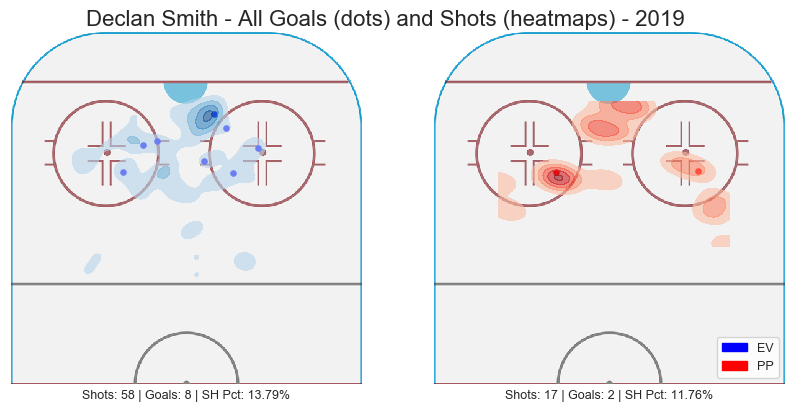 Declan Smith - All Goals (dots) and Shots (heatmaps) - 2019
EV
PP
Shots: 58 | Goals: 8 | SH Pct: 13.79%
Shots: 17 | Goals: 2 | SH Pct: 11.76%